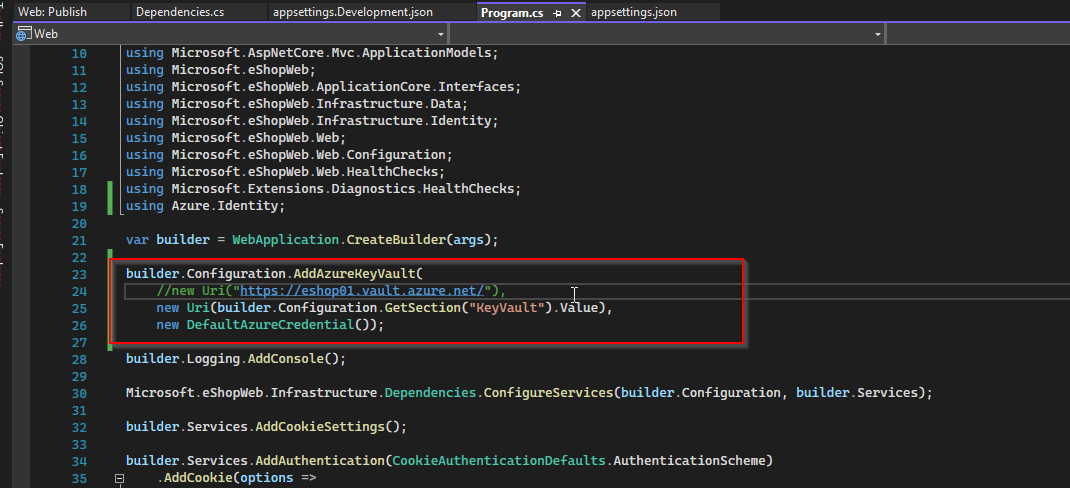 Web: Publish Dependencies.cs appsettings.Development.json Program.cs appsettings.json
Web
10 using Microsoft.AspNetCore.Mvc.ApplicationModels;
11 using Microsoft.eShopWeb;
12 using Microsoft.eShopWeb.ApplicationCore.Interfaces;
13 using Microsoft.eShopWeb.Infrastructure.Data;
14 using Microsoft.eShopWeb.Infrastructure.Identity;
15 using Microsoft.eShopWeb.Web;
16 using Microsoft.eShopWeb.Web.Configuration;
17 using Microsoft.eShopWeb.Web.HealthChecks;
18 using Microsoft.Extensions.Diagnostics.HealthChecks;
19 using Azure.Identity;
20
21 var builder = WebApplication.CreateBuilder(args);
22
23 builder.Configuration.AddAzureKeyVault(
24 //new Uri("https://eshop01.vault.azure.net/"),
25 new Uri(builder.Configuration.GetSection("KeyVault").Value),
26 new DefaultAzureCredential());
27
28 builder.Logging.AddConsole();
29
30 Microsoft.eShopWeb.Infrastructure.Dependencies.ConfigureServices(builder.Configuration, builder.Services);
31
32 builder.Services.AddCookieSettings();
33
34 builder.Services.AddAuthentication(CookieAuthenticationDefaults.AuthenticationScheme)
35 .AddCookie(options =>